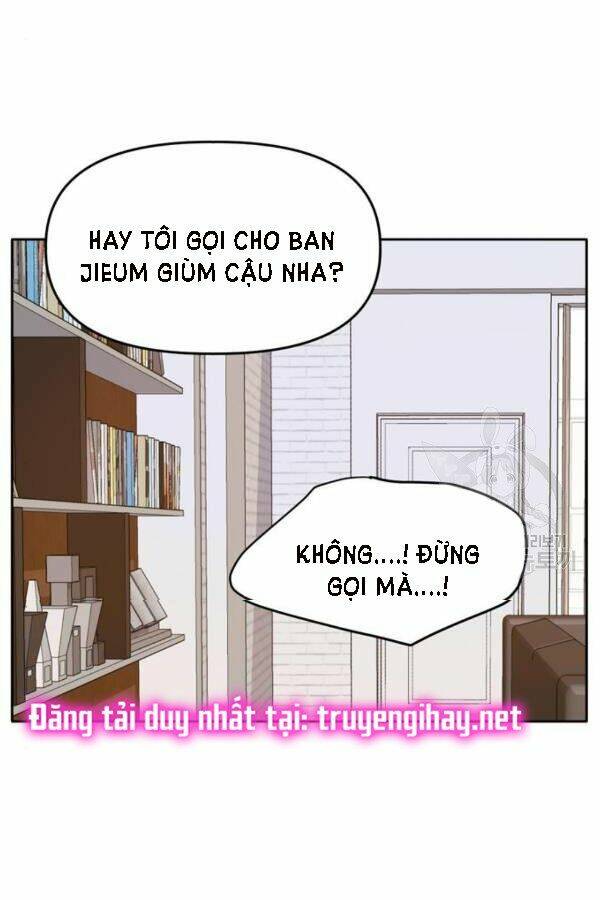 HAY TÔI GỌI CHO BAN
JIEUM GIÙM CẬU NHA?
KHÔNG....! ĐỪNG
GỌI MÀ....!
Đăng tải duy nhất tại: truyengihay.net